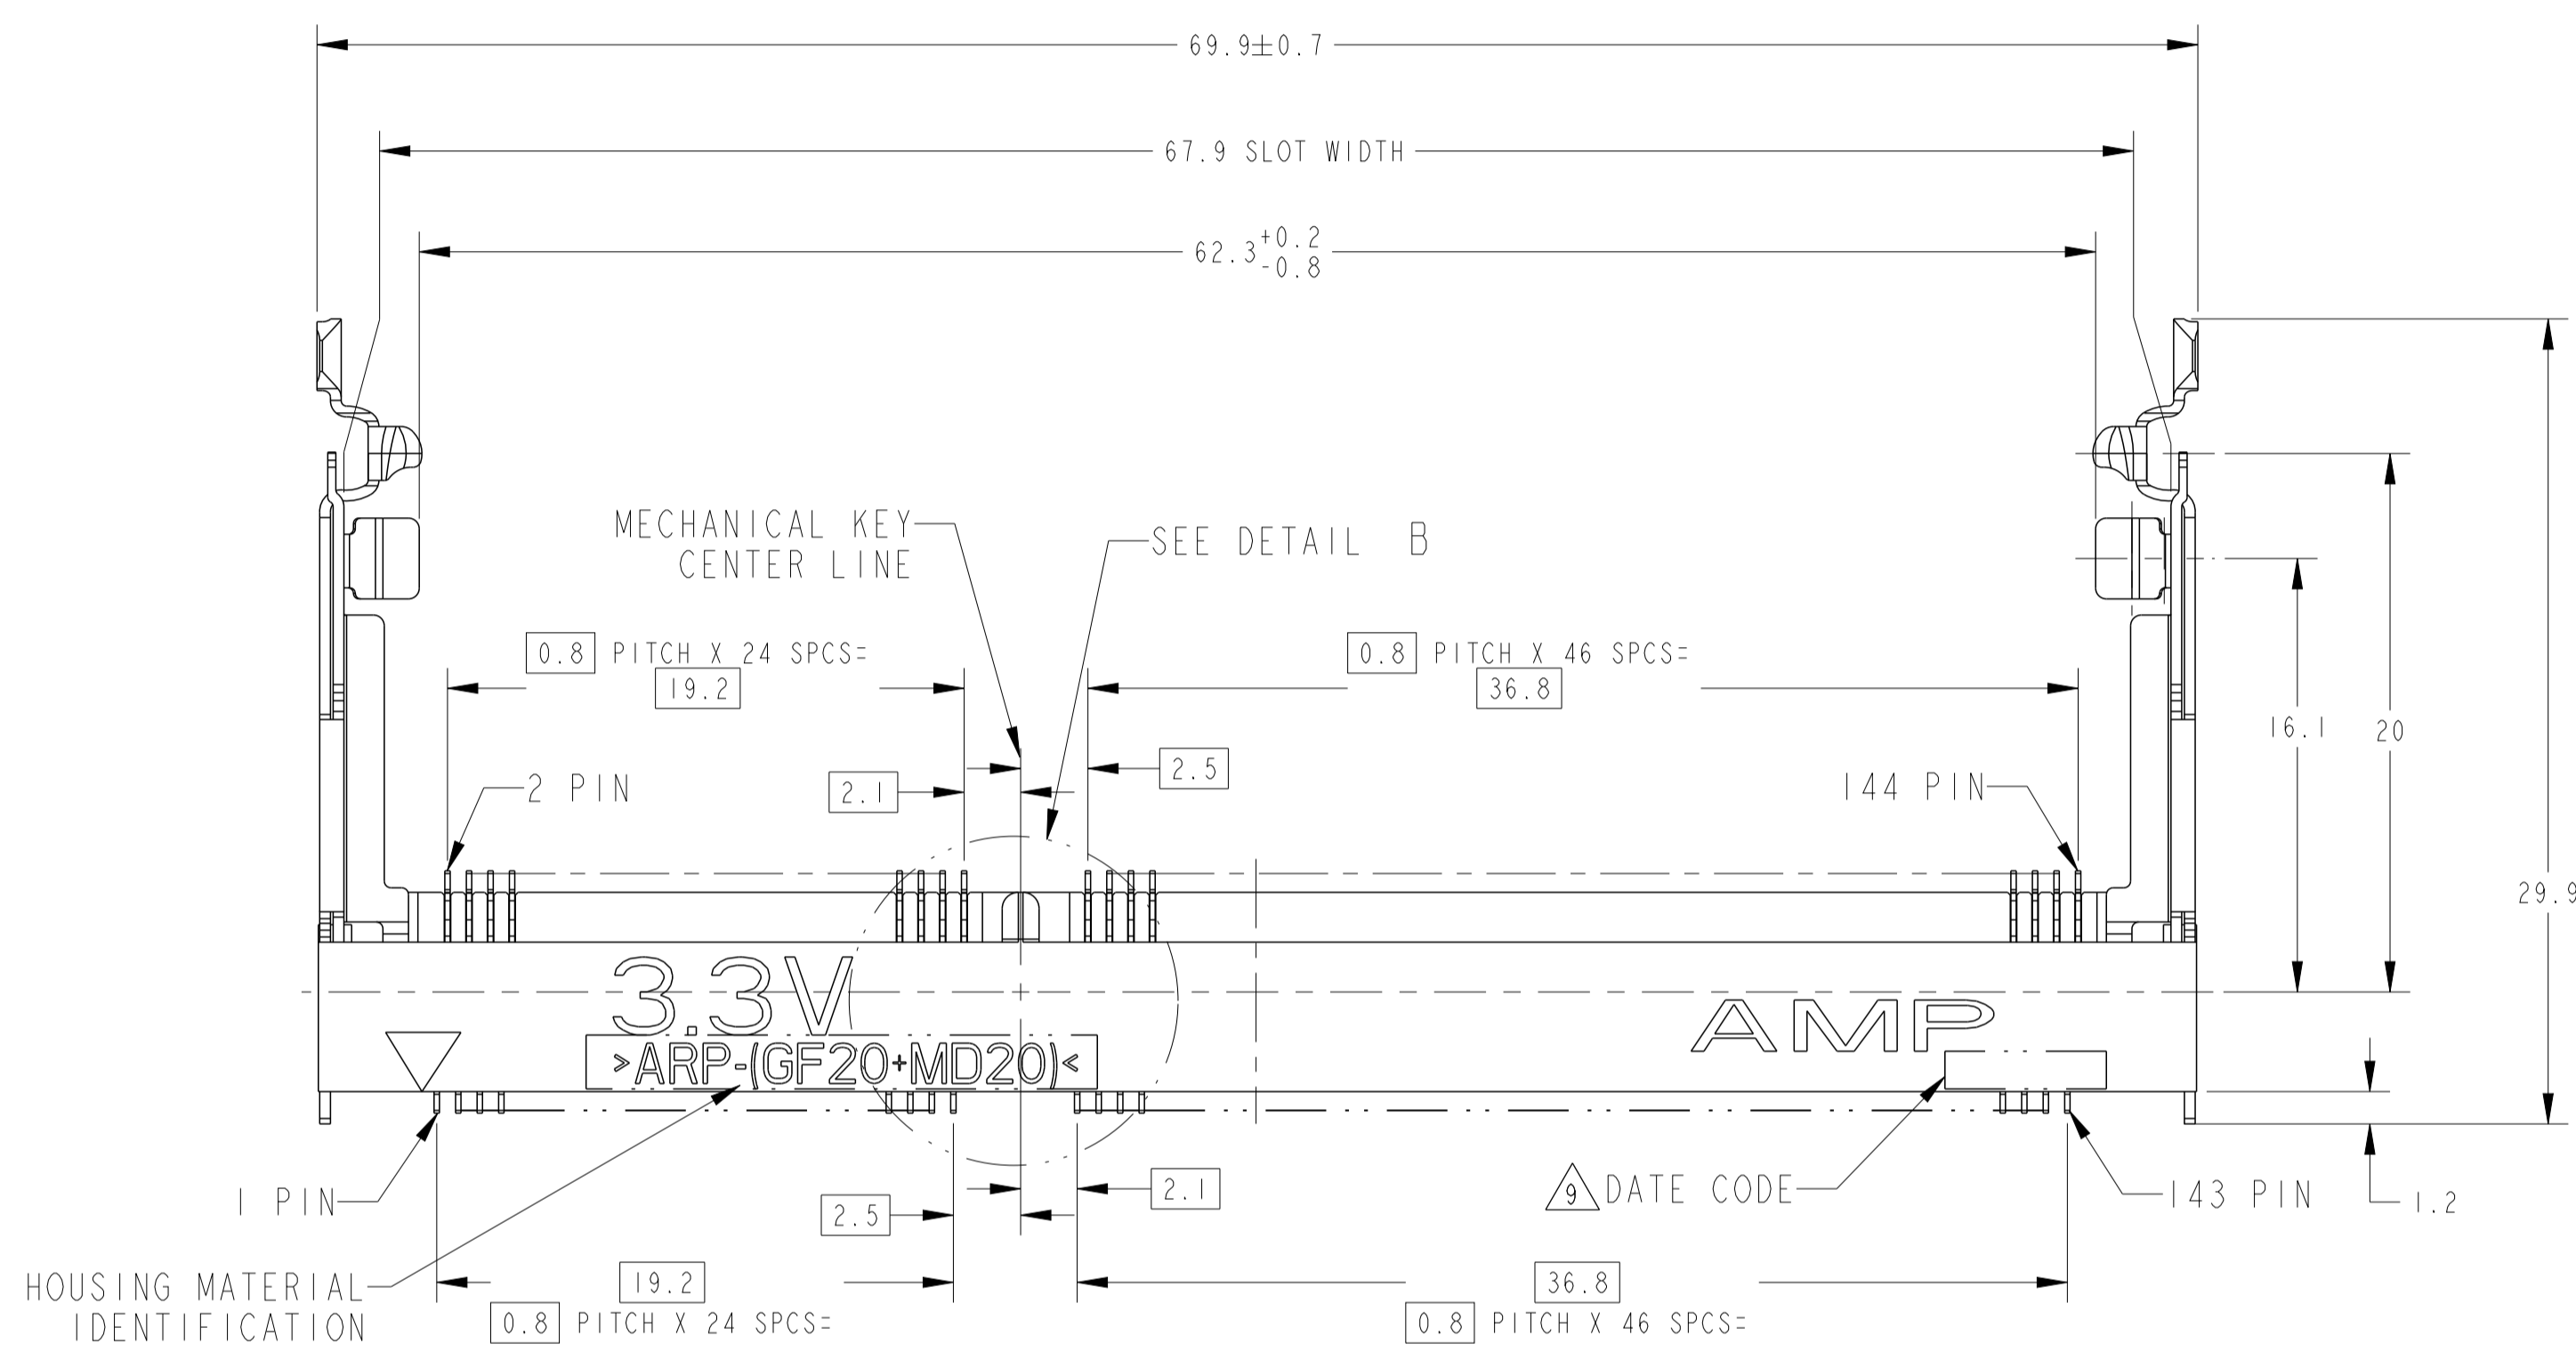 69.9±0.7
67.9 SLOT WIDTH
62.3 +0.2 -0.8
MECHANICAL KEY
CENTER LINE
SEE DETAIL B
0.8 PITCH X 24 SPCS=
19.2
0.8 PITCH X 46 SPCS=
36.8
16.1
20
2.5
2.1
2 PIN
144 PIN
29.9
3.3V
AMP
>ARP-(GF20+MD20)<
1 PIN
2.5
2.1
9 DATE CODE
143 PIN
1.2
HOUSING MATERIAL
IDENTIFICATION
19.2
0.8 PITCH X 24 SPCS=
36.8
0.8 PITCH X 46 SPCS=